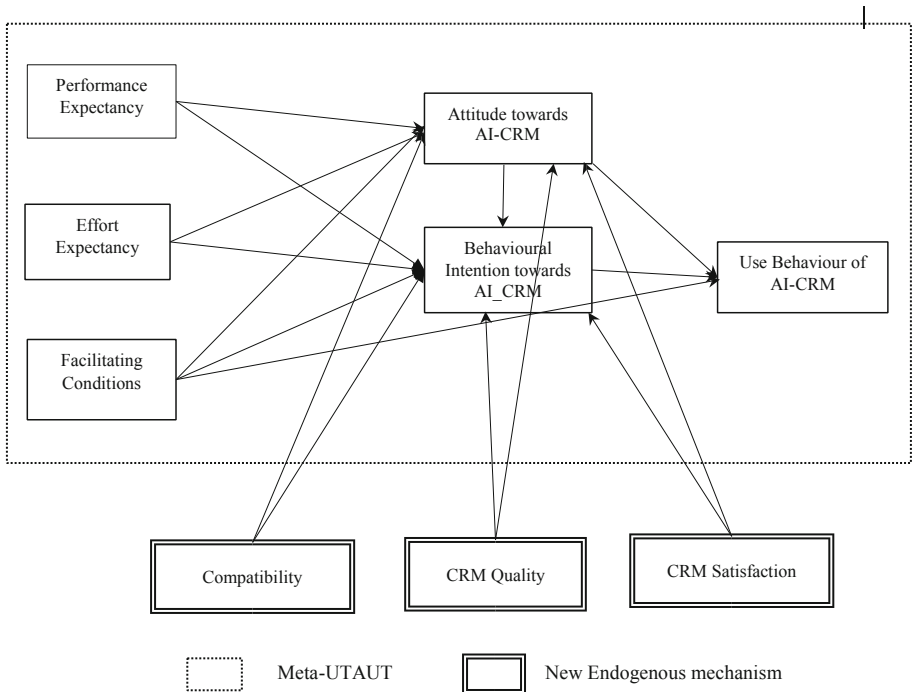 Performance
Expectancy
Attitude towards
AI-CRM
Effort
Expectancy
Behavioural
Intention towards
AI_CRM
Use Behaviour of
AI-CRM
Facilitating
Conditions
Compatibility
CRM Quality
CRM Satisfaction
Meta-UTAUT
New Endogenous mechanism